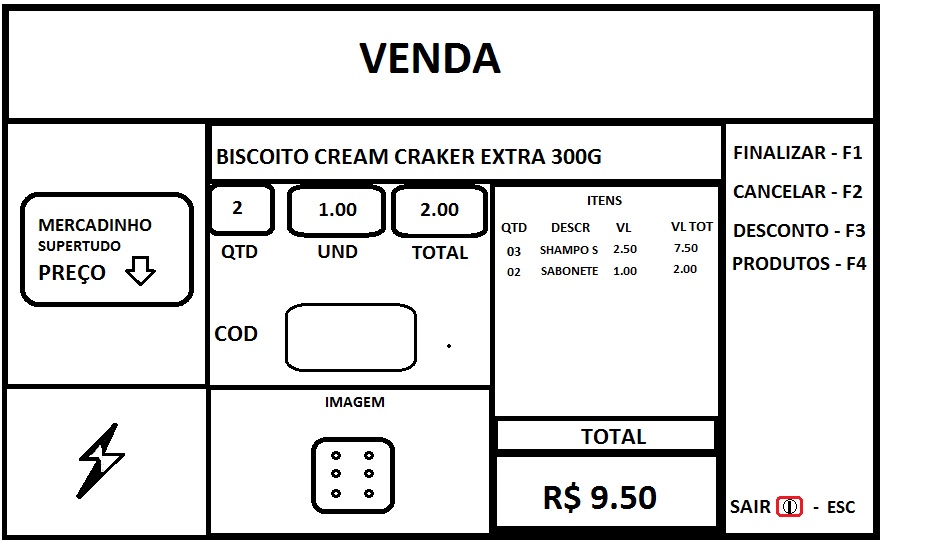 VENDA
MERCADINHO
SUPERTUDO
PREÇO
BISCOITO CREAM CRAKER EXTRA 300G
2 1.00 2.00
QTD UND TOTAL
COD
IMAGEM
ITENS
QTD DESCR VL VL TOT
03 SHAMPO S 2.50 7.50
02 SABONETE 1.00 2.00
TOTAL
R$ 9.50
FINALIZAR - F1
CANCELAR - F2
DESCONTO - F3
PRODUTOS - F4
SAIR - ESC